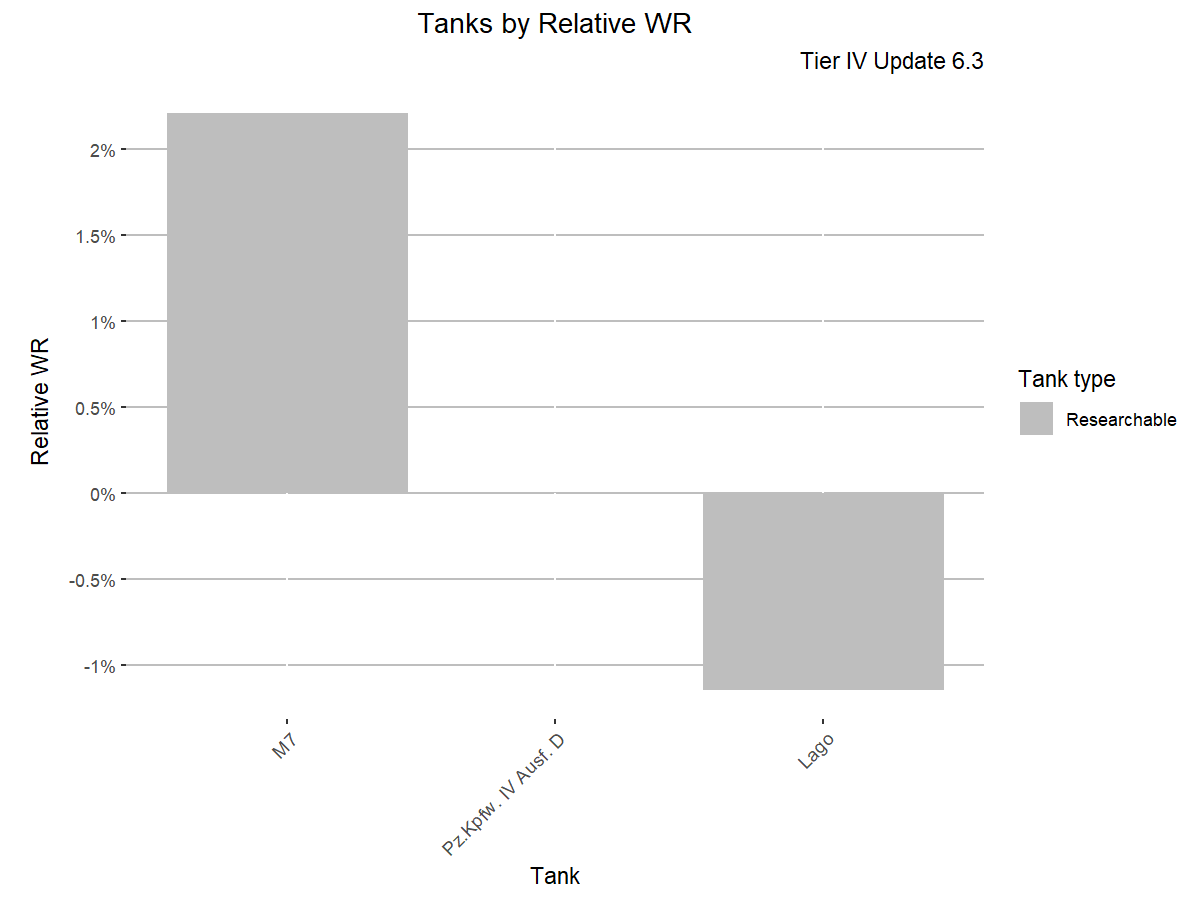 Tanks by Relative WR
Tier IV Update 6.3
2%
1.5%
1%
0.5%
0%
-0.5%
-1%
Relative WR
M7
Pz.Kpfw. IV Ausf. D
Lago
Tank
Tank type
Researchable